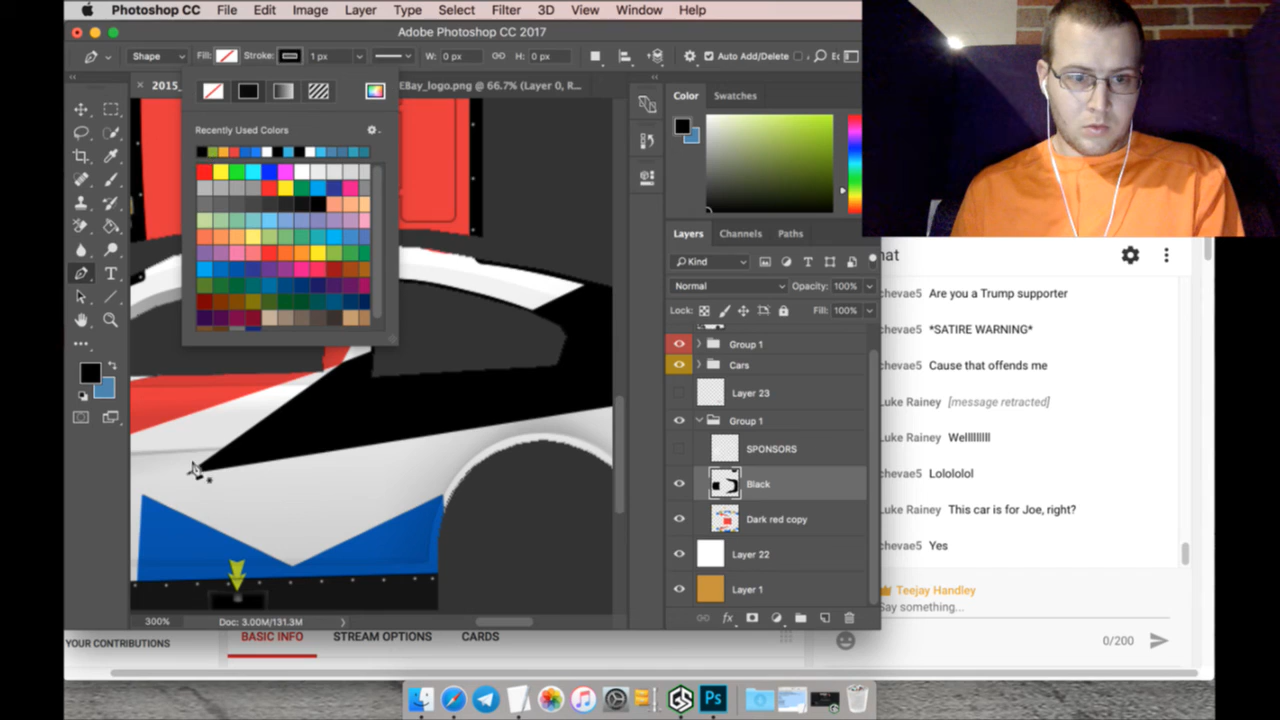 Photoshop CC File Edit Image Layer Type Select Filter 3D View Window Help
Adobe Photoshop CC 2017
Shape Fill: Stroke: 1 px W: 0 px H: 0 px Auto Add/Delete
2015_ EBay_logo.png @ 66.7% (Layer 0, R...
Recently Used Colors
Color Swatches
Layers Channels Paths
Kind
Normal Opacity: 100%
Lock: Fill: 100%
Group 1
Cars
Layer 23
Group 1
SPONSORS
Black
Dark red copy
Layer 22
Layer 1
300% Doc: 3.00M/131.3M
hat
chevae5 Are you a Trump supporter
chevae5 *SATIRE WARNING*
chevae5 Cause that offends me
Luke Rainey [message retracted]
Luke Rainey Wellllllll
chevae5 Lolololol
Luke Rainey This car is for Joe, right?
chevae5 Yes
Teejay Handley
Say something...
0/200
YOUR CONTRIBUTIONS BASIC INFO STREAM OPTIONS CARDS
Ps